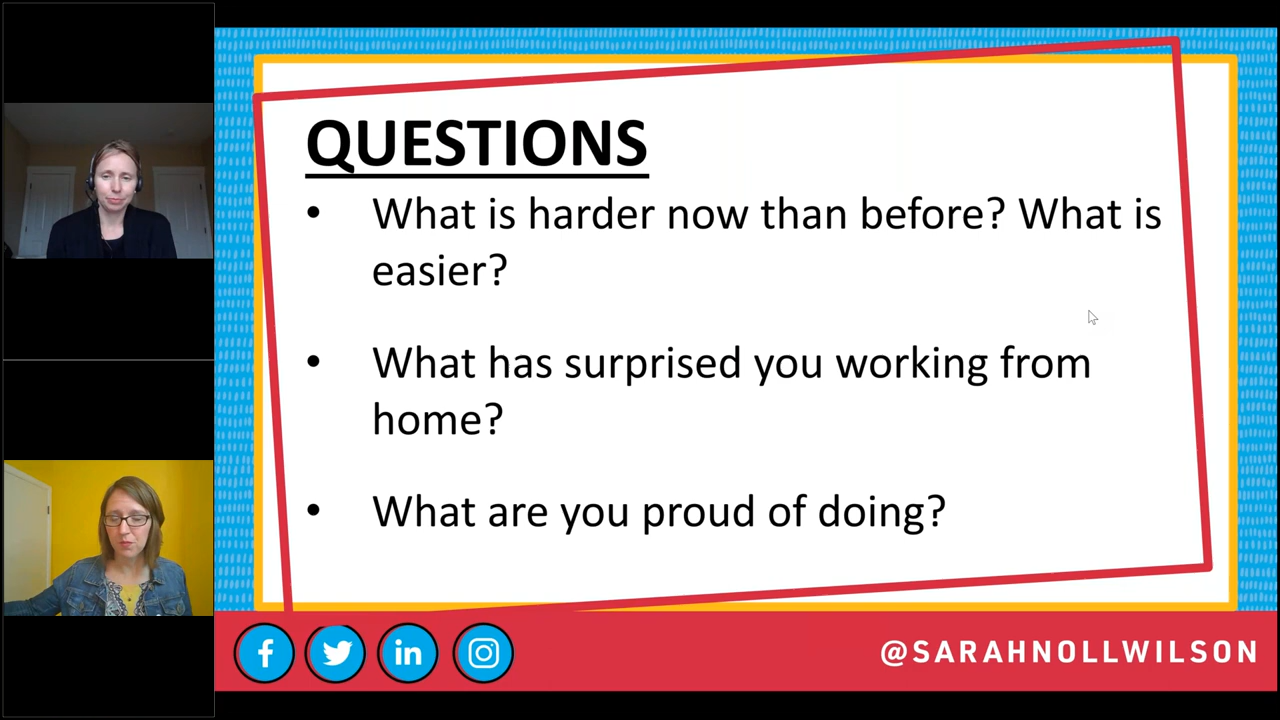 QUESTIONS
• What is harder now than before? What is
easier?
• What has surprised you working from
home?
• What are you proud of doing?
@SARAHNOLLWILSON